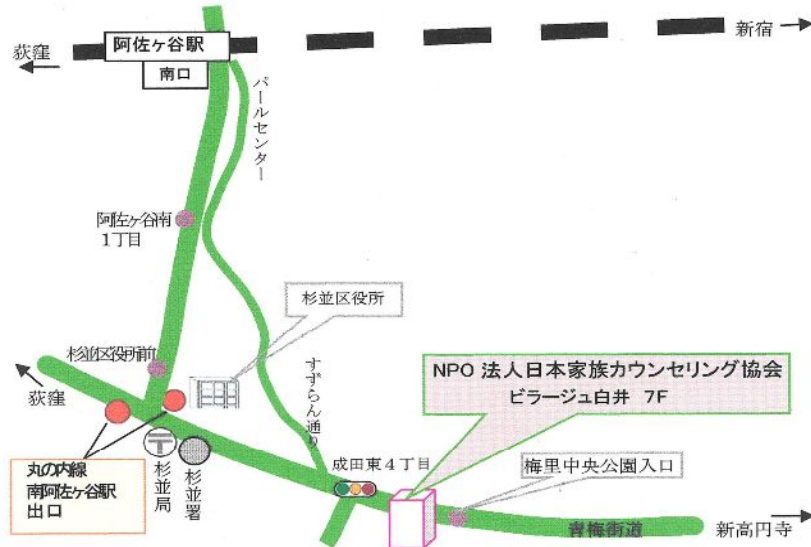 阿佐ヶ谷駅
南口
荻窪
新宿
パールセンター
阿佐ヶ谷南
1丁目
杉並区役所
杉並区役所前
すずらん通り
NPO 法人日本家族カウンセリング協会
ビラージュ白井 7F
荻窪
丸の内線
南阿佐ヶ谷駅
出口
〒
杉並局
杉並署
成田東4丁目
梅里中央公園入口
青梅街道
新高円寺